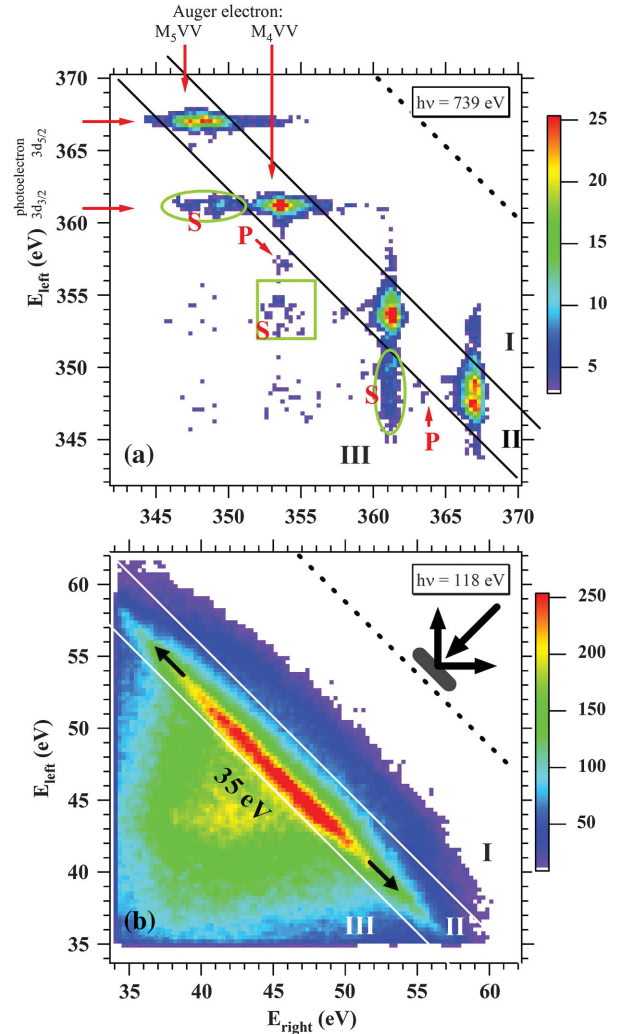 Auger electron:
M5VV M4VV
370
365
360
355
350
345
photoelectron
3d3/2 3d5/2
Eleft (eV)
hν = 739 eV
25
20
15
10
5
S
P
S
S
P
I
II
III
(a)
345 350 355 361 365 370
60
55
50
45
40
35
Eleft (eV)
hν = 118 eV
250
200
150
100
50
35 eV
I
II
III
(b)
35 40 45 50 55 60
Eright (eV)